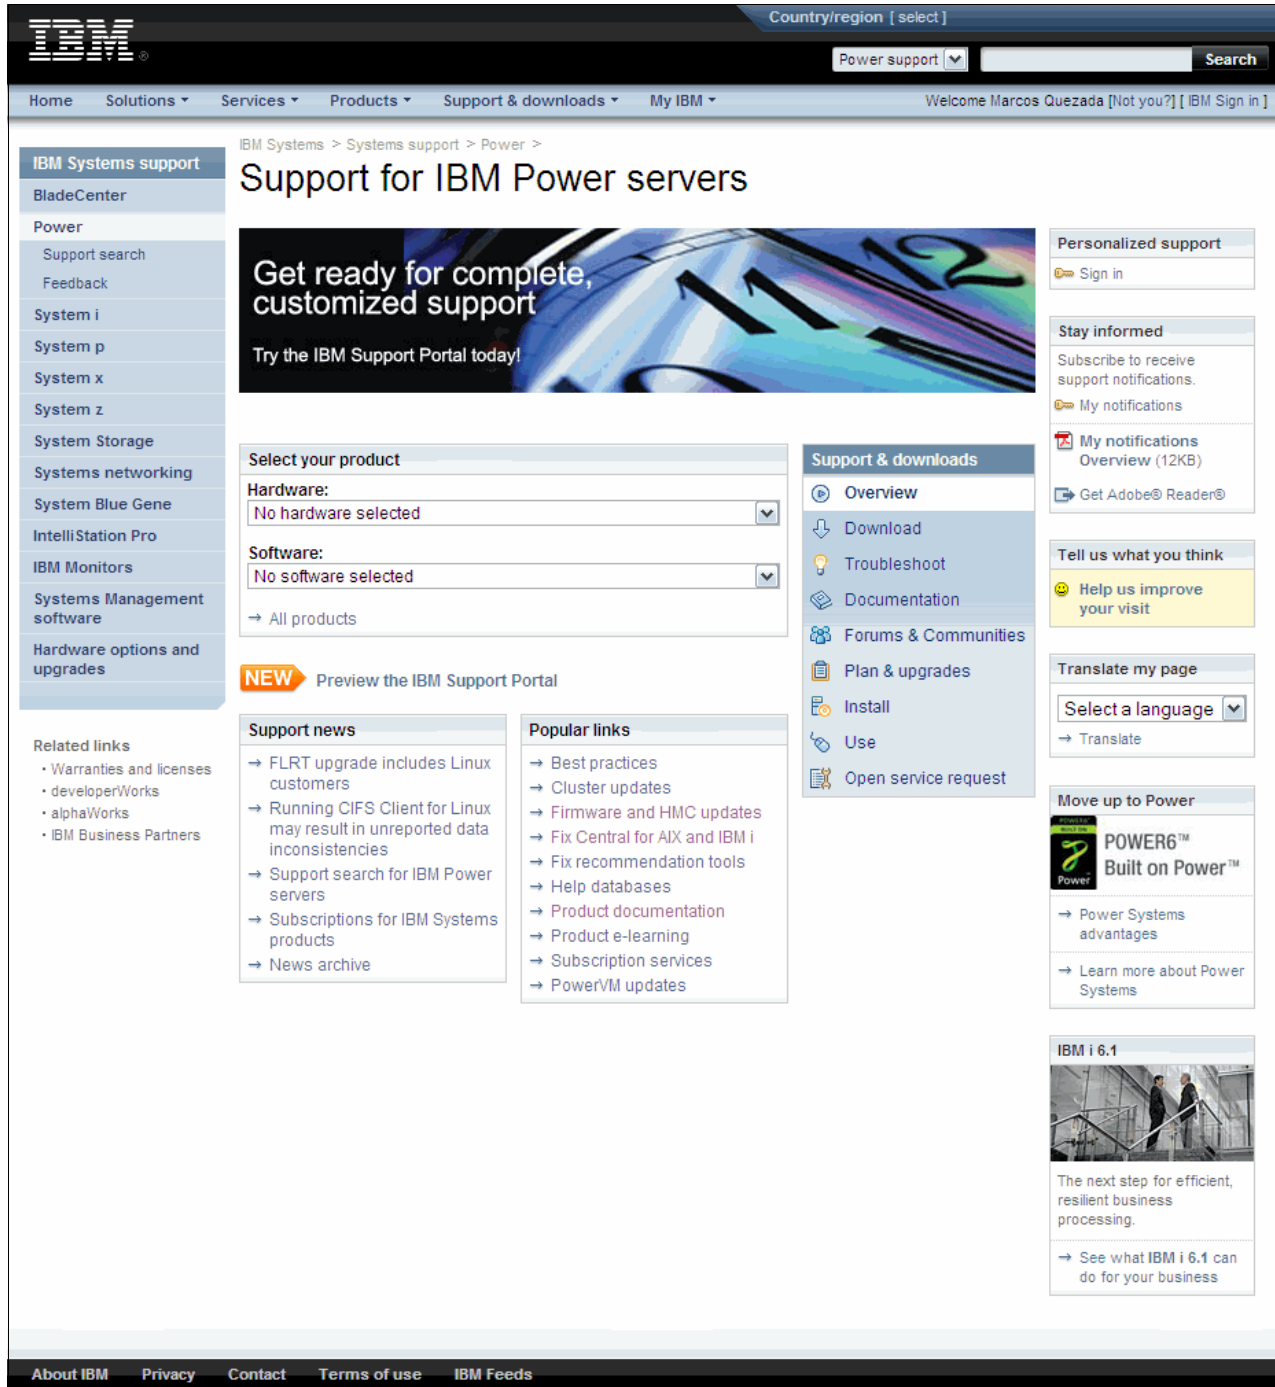 Country/region [ select ]
IBM ®
Power support
Search
Home Solutions Services Products Support & downloads My IBM Welcome Marcos Quezada [Not you?] [ IBM Sign in ]
IBM Systems > Systems support > Power >
Support for IBM Power servers
IBM Systems support
BladeCenter
Power
Support search
Feedback
System i
System p
System x
System z
System Storage
Systems networking
System Blue Gene
IntelliStation Pro
IBM Monitors
Systems Management
software
Hardware options and
upgrades
Related links
• Warranties and licenses
• developerWorks
• alphaWorks
• IBM Business Partners
Get ready for complete,
customized support
Try the IBM Support Portal today!
11 12
10
Select your product
Hardware:
No hardware selected
Software:
No software selected
→ All products
NEW Preview the IBM Support Portal
Support news
→ FLRT upgrade includes Linux
customers
→ Running CIFS Client for Linux
may result in unreported data
inconsistencies
→ Support search for IBM Power
servers
→ Subscriptions for IBM Systems
products
→ News archive
Popular links
→ Best practices
→ Cluster updates
→ Firmware and HMC updates
→ Fix Central for AIX and IBM i
→ Fix recommendation tools
→ Help databases
→ Product documentation
→ Product e-learning
→ Subscription services
→ PowerVM updates
Support & downloads
Overview
Download
Troubleshoot
Documentation
Forums & Communities
Plan & upgrades
Install
Use
Open service request
Personalized support
Sign in
Stay informed
Subscribe to receive
support notifications.
My notifications
My notifications
Overview (12KB)
Get Adobe® Reader®
Tell us what you think
Help us improve
your visit
Translate my page
Select a language
→ Translate
Move up to Power
POWER6™
BUILT ON
Power
POWER6™
Built on Power™
→ Power Systems
advantages
→ Learn more about Power
Systems
IBM i 6.1
The next step for efficient,
resilient business
processing.
→ See what IBM i 6.1 can
do for your business
About IBM Privacy Contact Terms of use IBM Feeds